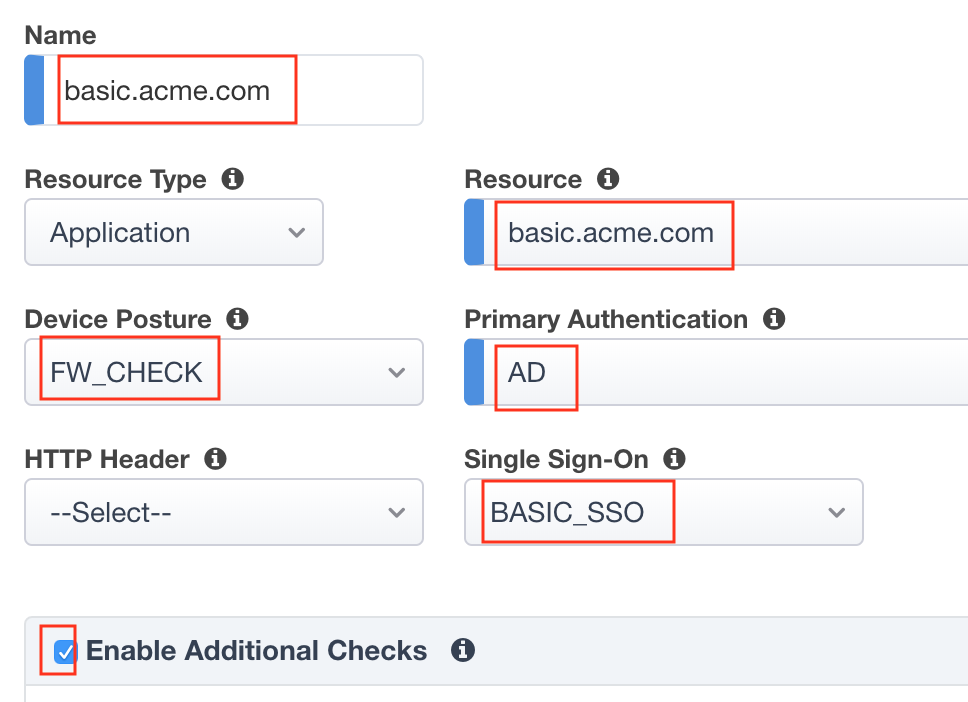 Name
basic.acme.com
Resource Type
Resource
Application
basic.acme.com
Device Posture
Primary Authentication
FW_CHECK
AD
HTTP Header
Single Sign-On
--Select--
BASIC_SSO
Enable Additional Checks